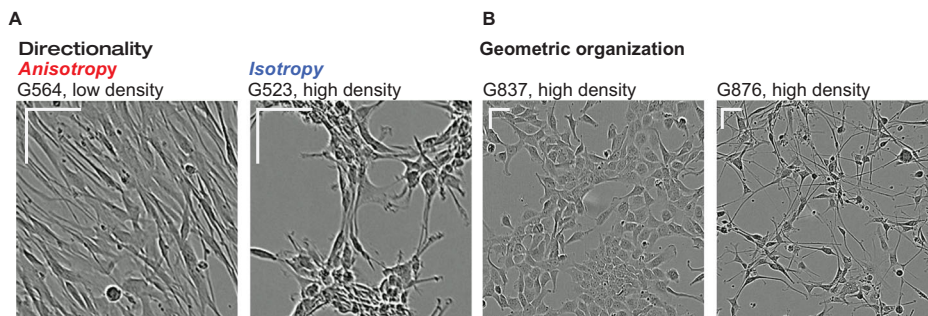 A
Directionality
Anisotropy
G564, low density
Isotropy
G523, high density
B
Geometric organization
G837, high density
G876, high density